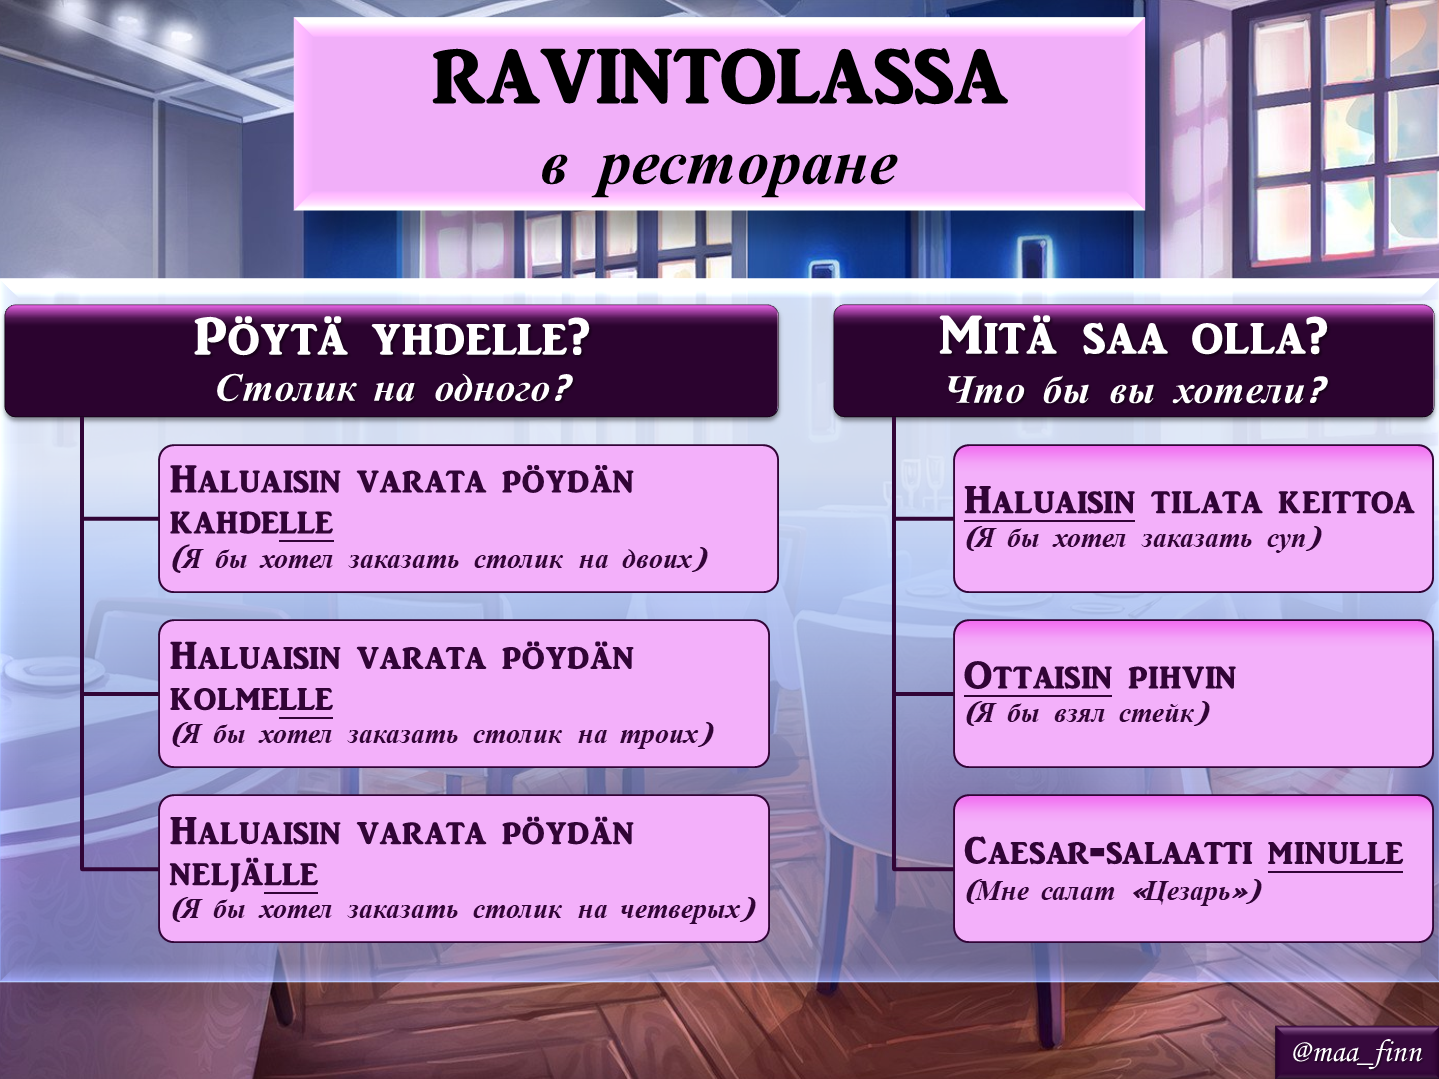 RAVINTOLASSA
в ресторане
PÖYTÄ YHDELLE?
Столик на одного?
HALUAISIN VARATA PÖYDÄN
KAHDELLE
(Я бы хотел заказать столик на двоих)
HALUAISIN VARATA PÖYDÄN
KOLMELLE
(Я бы хотел заказать столик на троих)
HALUAISIN VARATA PÖYDÄN
NELJÄLLE
(Я бы хотел заказать столик на четверых)
MITÄ SAA OLLA?
Что бы вы хотели?
HALUAISIN TILATA KEITTOA
(Я бы хотел заказать суп)
OTTAISIN PIHVIN
(Я бы взял стейк)
CAESAR-SALAATTI MINULLE
(Мне салат «Цезарь»)
@maa_finn